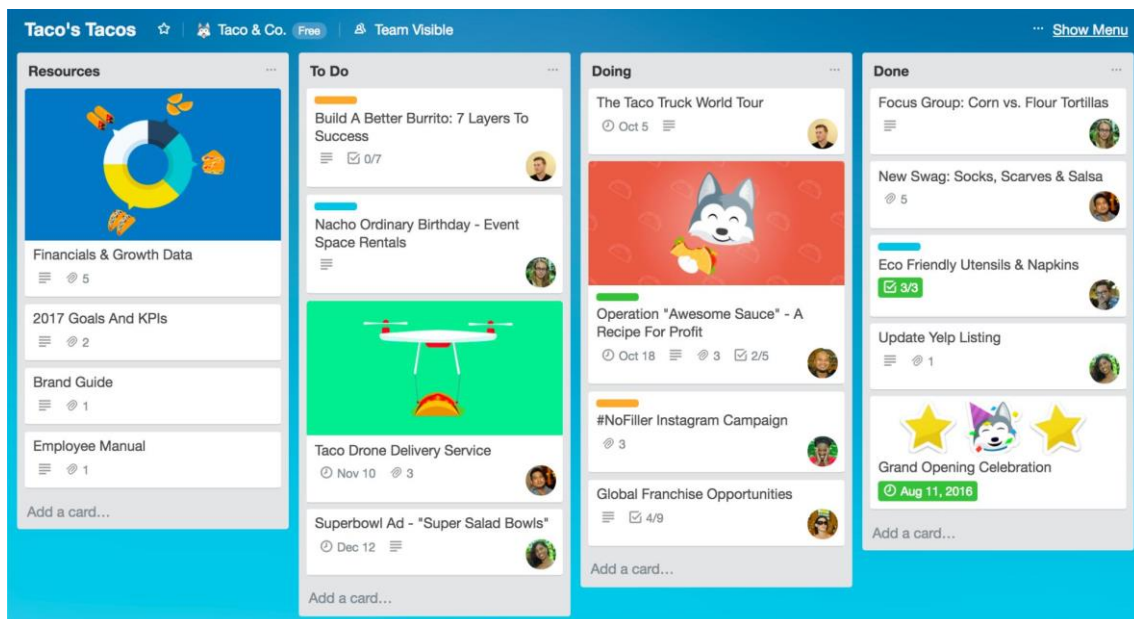 Taco's Tacos
Taco & Co.
Free
Team Visible
... Show Menu
Resources
Financials & Growth Data
5
2017 Goals And KPIs
2
Brand Guide
1
Employee Manual
1
Add a card...
To Do
Build A Better Burrito: 7 Layers To
Success
0/7
Nacho Ordinary Birthday - Event
Space Rentals
Taco Drone Delivery Service
Nov 10 3
Superbowl Ad - "Super Salad Bowls"
Dec 12
Add a card...
Doing
The Taco Truck World Tour
Oct 5
Operation "Awesome Sauce" - A
Recipe For Profit
Oct 18 3 2/5
#NoFiller Instagram Campaign
3
Global Franchise Opportunities
4/9
Add a card...
Done
Focus Group: Corn vs. Flour Tortillas
New Swag: Socks, Scarves & Salsa
5
Eco Friendly Utensils & Napkins
3/3
Update Yelp Listing
1
Grand Opening Celebration
Aug 11, 2016
Add a card...